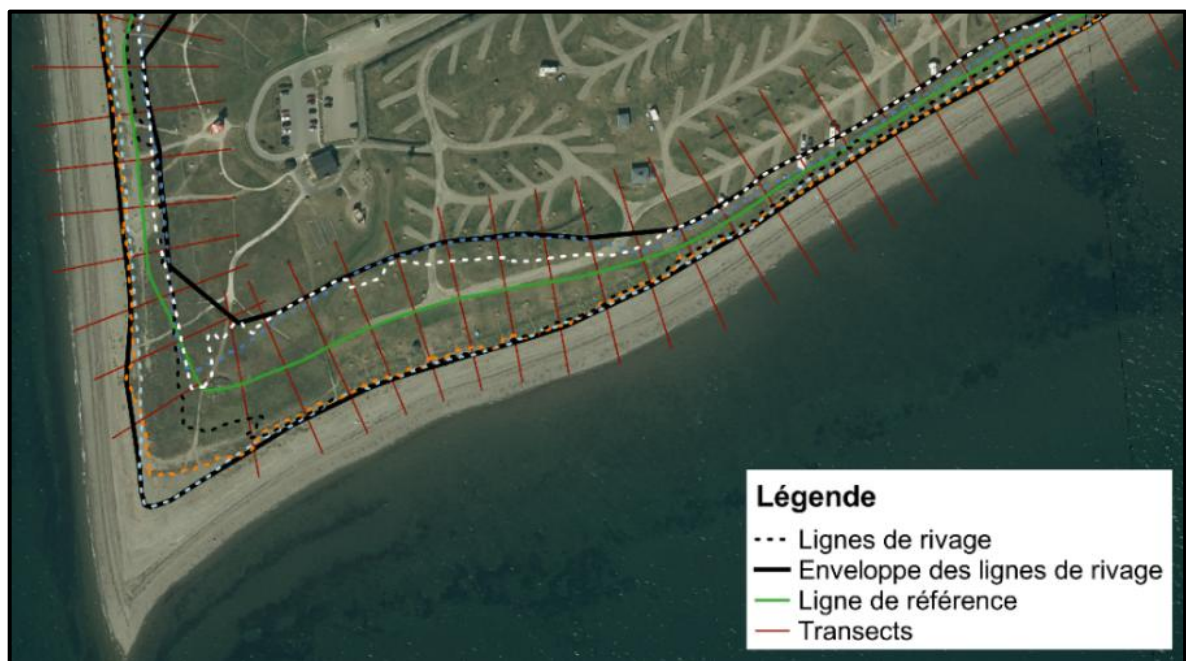 Légende
Lignes de rivage
Enveloppe des lignes de rivage
Ligne de référence
Transects